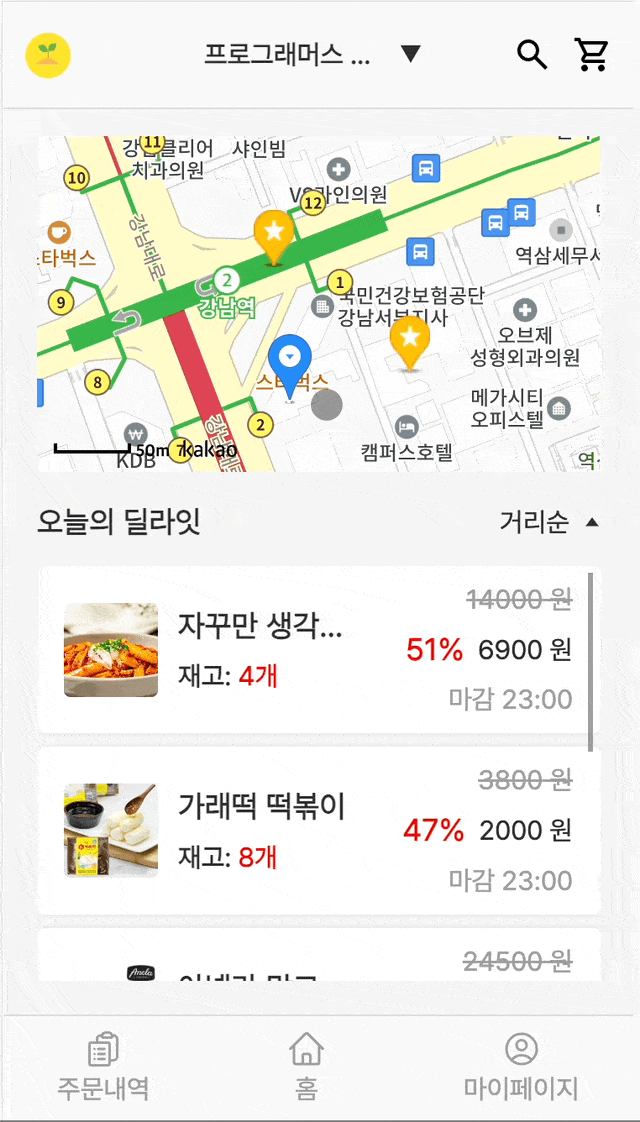 프로그래머스 ...
강남클리어
치과의원
샤인빔
11
10
12
VS라인의원
강남대로
스타벅스
역삼세무서
2
강남역
1
9
국민건강보험공단
강남서부지사
오브제
성형외과의원
8
스타벅스
메가시티
오피스텔
2
캠퍼스호텔
50m
7
kakao
KDB
강남대로
역
오늘의 딜라잇
거리순 ▲
14000 원
자꾸만 생각...
51% 6900 원
재고: 4개
마감 23:00
3800 원
가래떡 떡볶이
47% 2000 원
재고: 8개
마감 23:00
24500 원
Amela
주문내역
홈
마이페이지